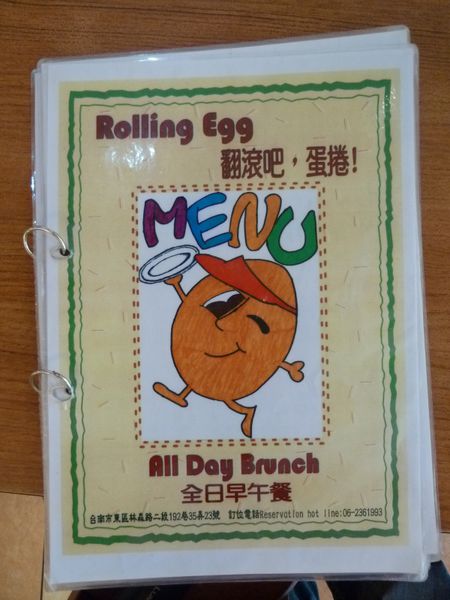 Rolling Egg
翻滾吧，蛋捲!
MENU
All Day Brunch
全日早午餐
台南市東區林森路二段192巷35弄23號 訂位電話Reservation hot line:06-2361993